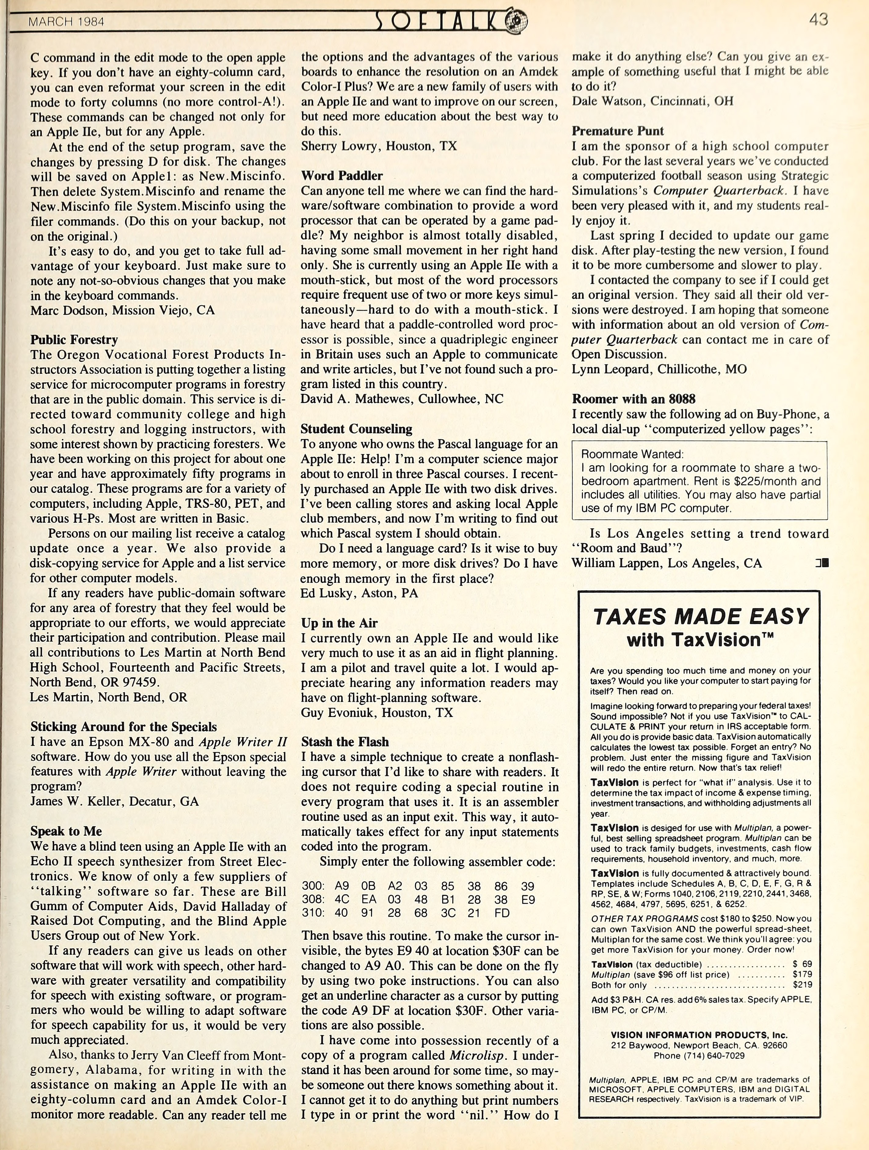 MARCH 1984
SOFTALK
43
C command in the edit mode to the open apple
key. If you don't have an eighty-column card,
you can even reformat your screen in the edit
mode to forty columns (no more control-A!).
These commands can be changed not only for
an Apple IIe, but for any Apple.
At the end of the setup program, save the
changes by pressing D for disk. The changes
will be saved on Apple1: as New.Miscinfo.
Then delete System.Miscinfo and rename the
New.Miscinfo file System.Miscinfo using the
filer commands. (Do this on your backup, not
on the original.)
It's easy to do, and you get to take full ad-
vantage of your keyboard. Just make sure to
note any not-so-obvious changes that you make
in the keyboard commands.
Marc Dodson, Mission Viejo, CA
Public Forestry
The Oregon Vocational Forest Products In-
structors Association is putting together a listing
service for microcomputer programs in forestry
that are in the public domain. This service is di-
rected toward community college and high
school forestry and logging instructors, with
some interest shown by practicing foresters. We
have been working on this project for about one
year and have approximately fifty programs in
our catalog. These programs are for a variety of
computers, including Apple, TRS-80, PET, and
various H-Ps. Most are written in Basic.
Persons on our mailing list receive a catalog
update once a year. We also provide a
disk-copying service for Apple and a list service
for other computer models.
If any readers have public-domain software
for any area of forestry that they feel would be
appropriate to our efforts, we would appreciate
their participation and contribution. Please mail
all contributions to Les Martin at North Bend
High School, Fourteenth and Pacific Streets,
North Bend, OR 97459.
Les Martin, North Bend, OR
Sticking Around for the Specials
I have an Epson MX-80 and Apple Writer II
software. How do you use all the Epson special
features with Apple Writer without leaving the
program?
James W. Keller, Decatur, GA
Speak to Me
We have a blind teen using an Apple IIe with an
Echo II speech synthesizer from Street Elec-
tronics. We know of only a few suppliers of
"talking" software so far. These are Bill
Gumm of Computer Aids, David Halladay of
Raised Dot Computing, and the Blind Apple
Users Group out of New York.
If any readers can give us leads on other
software that will work with speech, other hard-
ware with greater versatility and compatibility
for speech with existing software, or program-
mers who would be willing to adapt software
for speech capability for us, it would be very
much appreciated.
Also, thanks to Jerry Van Cleeff from Mont-
gomery, Alabama, for writing in with the
assistance on making an Apple IIe with an
eighty-column card and an Amdek Color-I
monitor more readable. Can any reader tell me
the options and the advantages of the various
boards to enhance the resolution on an Amdek
Color-I Plus? We are a new family of users with
an Apple IIe and want to improve on our screen,
but need more education about the best way to
do this.
Sherry Lowry, Houston, TX
Word Paddler
Can anyone tell me where we can find the hard-
ware/software combination to provide a word
processor that can be operated by a game pad-
dle? My neighbor is almost totally disabled,
having some small movement in her right hand
only. She is currently using an Apple IIe with a
mouth-stick, but most of the word processors
require frequent use of two or more keys simul-
taneously—hard to do with a mouth-stick. I
have heard that a paddle-controlled word proc-
essor is possible, since a quadriplegic engineer
in Britain uses such an Apple to communicate
and write articles, but I've not found such a pro-
gram listed in this country.
David A. Mathewes, Cullowhee, NC
Student Counseling
To anyone who owns the Pascal language for an
Apple IIe: Help! I'm a computer science major
about to enroll in three Pascal courses. I recent-
ly purchased an Apple IIe with two disk drives.
I've been calling stores and asking local Apple
club members, and now I'm writing to find out
which Pascal system I should obtain.
Do I need a language card? Is it wise to buy
more memory, or more disk drives? Do I have
enough memory in the first place?
Ed Lusky, Aston, PA
Up in the Air
I currently own an Apple IIe and would like
very much to use it as an aid in flight planning.
I am a pilot and travel quite a lot. I would ap-
preciate hearing any information readers may
have on flight-planning software.
Guy Evoniuk, Houston, TX
Stash the Flash
I have a simple technique to create a nonflash-
ing cursor that I'd like to share with readers. It
does not require coding a special routine in
every program that uses it. It is an assembler
routine used as an input exit. This way, it auto-
matically takes effect for any input statements
coded into the program.
Simply enter the following assembler code:
300: A9 0B A2 03 85 38 86 39
308: 4C EA 03 48 B1 28 38 E9
310: 40 91 28 68 3C 21 FD
Then bsave this routine. To make the cursor in-
visible, the bytes E9 40 at location $30F can be
changed to A9 A0. This can be done on the fly
by using two poke instructions. You can also
get an underline character as a cursor by putting
the code A9 DF at location $30F. Other varia-
tions are also possible.
I have come into possession recently of a
copy of a program called Microlisp. I under-
stand it has been around for some time, so may-
be someone out there knows something about it.
I cannot get it to do anything but print numbers
I type in or print the word "nil." How do I
make it do anything else? Can you give an ex-
ample of something useful that I might be able
to do it?
Dale Watson, Cincinnati, OH
Premature Punt
I am the sponsor of a high school computer
club. For the last several years we've conducted
a computerized football season using Strategic
Simulations's Computer Quarterback. I have
been very pleased with it, and my students real-
ly enjoy it.
Last spring I decided to update our game
disk. After play-testing the new version, I found
it to be more cumbersome and slower to play.
I contacted the company to see if I could get
an original version. They said all their old ver-
sions were destroyed. I am hoping that someone
with information about an old version of Com-
puter Quarterback can contact me in care of
Open Discussion.
Lynn Leopard, Chillicothe, MO
Roomer with an 8088
I recently saw the following ad on Buy-Phone, a
local dial-up "computerized yellow pages":
Roommate Wanted:
I am looking for a roommate to share a two-
bedroom apartment. Rent is $225/month and
includes all utilities. You may also have partial
use of my IBM PC computer.
Is Los Angeles setting a trend toward
"Room and Baud"?
William Lappen, Los Angeles, CA
TAXES MADE EASY
with TaxVision™
Are you spending too much time and money on your
taxes? Would you like your computer to start paying for
itself? Then read on.
Imagine looking forward to preparing your federal taxes!
Sound impossible? Not if you use TaxVision™ to CAL-
CULATE & PRINT your return in IRS acceptable form.
All you do is provide basic data. TaxVision automatically
calculates the lowest tax possible. Forget an entry? No
problem. Just enter the missing figure and TaxVision
will redo the entire return. Now that's tax relief!
TaxVision is perfect for "what if" analysis. Use it to
determine the tax impact of income & expense timing,
investment transactions, and withholding adjustments all
year.
TaxVision is desiged for use with Multiplan, a power-
ful, best selling spreadsheet program. Multiplan can be
used to track family budgets, investments, cash flow
requirements, household inventory, and much, more.
TaxVision is fully documented & attractively bound.
Templates include Schedules A, B, C, D, E, F, G, R &
RP, SE, & W; Forms 1040, 2106, 2119, 2210, 2441, 3468,
4562, 4684, 4797, 5695, 6251, & 6252.
OTHER TAX PROGRAMS cost $180 to $250. Now you
can own TaxVision AND the powerful spread-sheet,
Multiplan for the same cost. We think you'll agree: you
get more TaxVision for your money. Order now!
TaxVision (tax deductible) ................ $ 69
Multiplan (save $96 off list price) ........... $179
Both for only ............................ $219
Add $3 P&H. CA res. add 6% sales tax. Specify APPLE,
IBM PC, or CP/M.
VISION INFORMATION PRODUCTS, Inc.
212 Baywood, Newport Beach, CA. 92660
Phone (714) 640-7029
Multiplan, APPLE, IBM PC and CP/M are trademarks of
MICROSOFT, APPLE COMPUTERS, IBM and DIGITAL
RESEARCH respectively. TaxVision is a trademark of VIP.